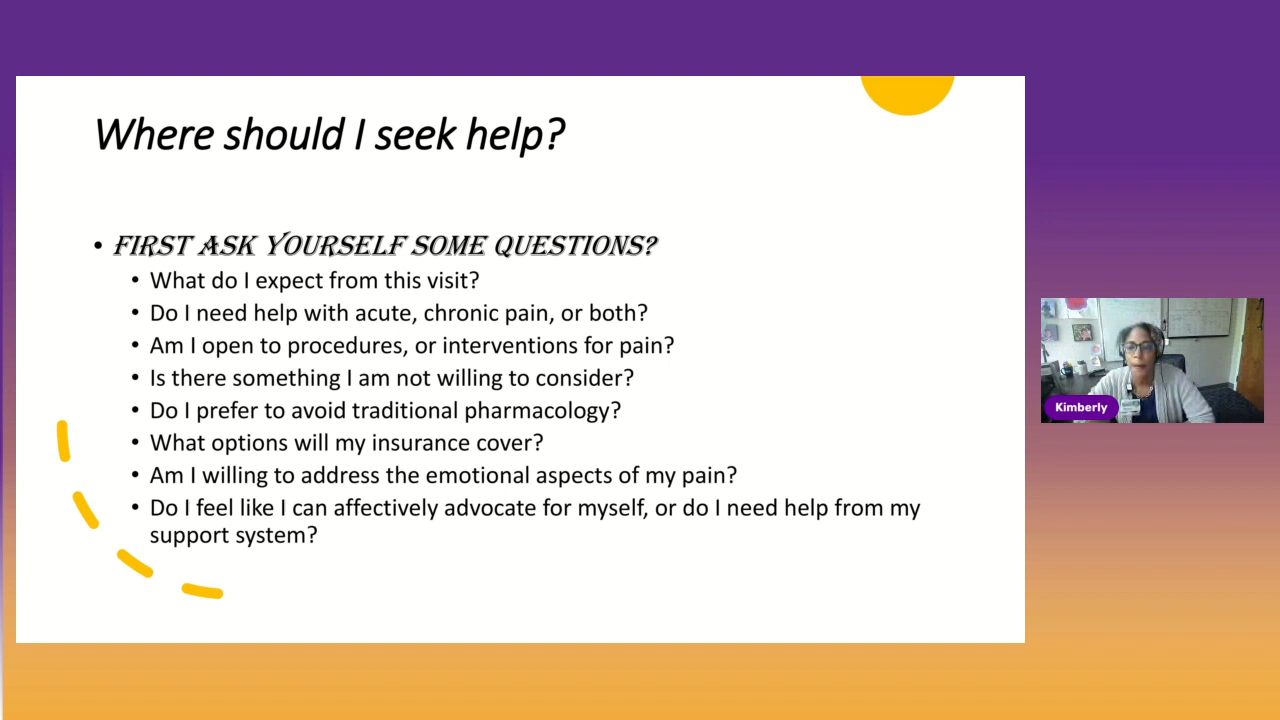 Where should I seek help?
• FIRST ASK YOURSELF SOME QUESTIONS?
• What do I expect from this visit?
• Do I need help with acute, chronic pain, or both?
• Am I open to procedures, or interventions for pain?
• Is there something I am not willing to consider?
• Do I prefer to avoid traditional pharmacology?
• What options will my insurance cover?
• Am I willing to address the emotional aspects of my pain?
• Do I feel like I can affectively advocate for myself, or do I need help from my
support system?
Kimberly